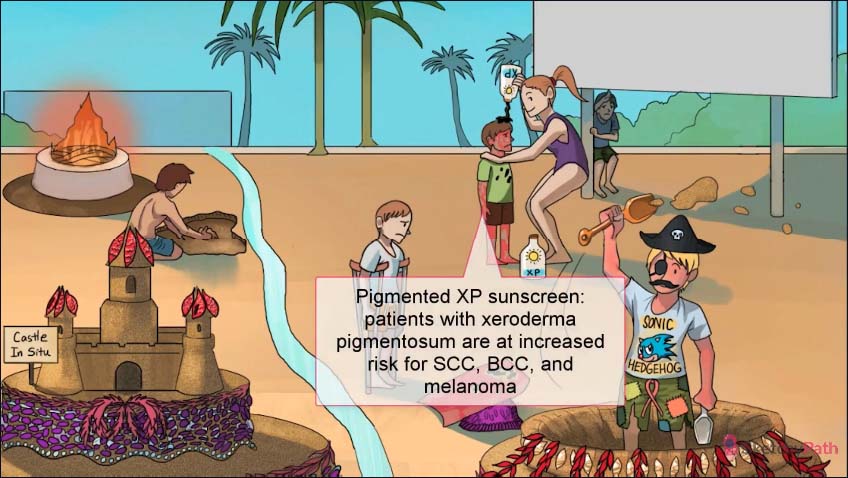 XP
Castle
In Situ
XP
Pigmented XP sunscreen:
patients with xeroderma
pigmentosum are at increased
risk for SCC, BCC, and
melanoma
SONIC
HEDGEHOG
Path